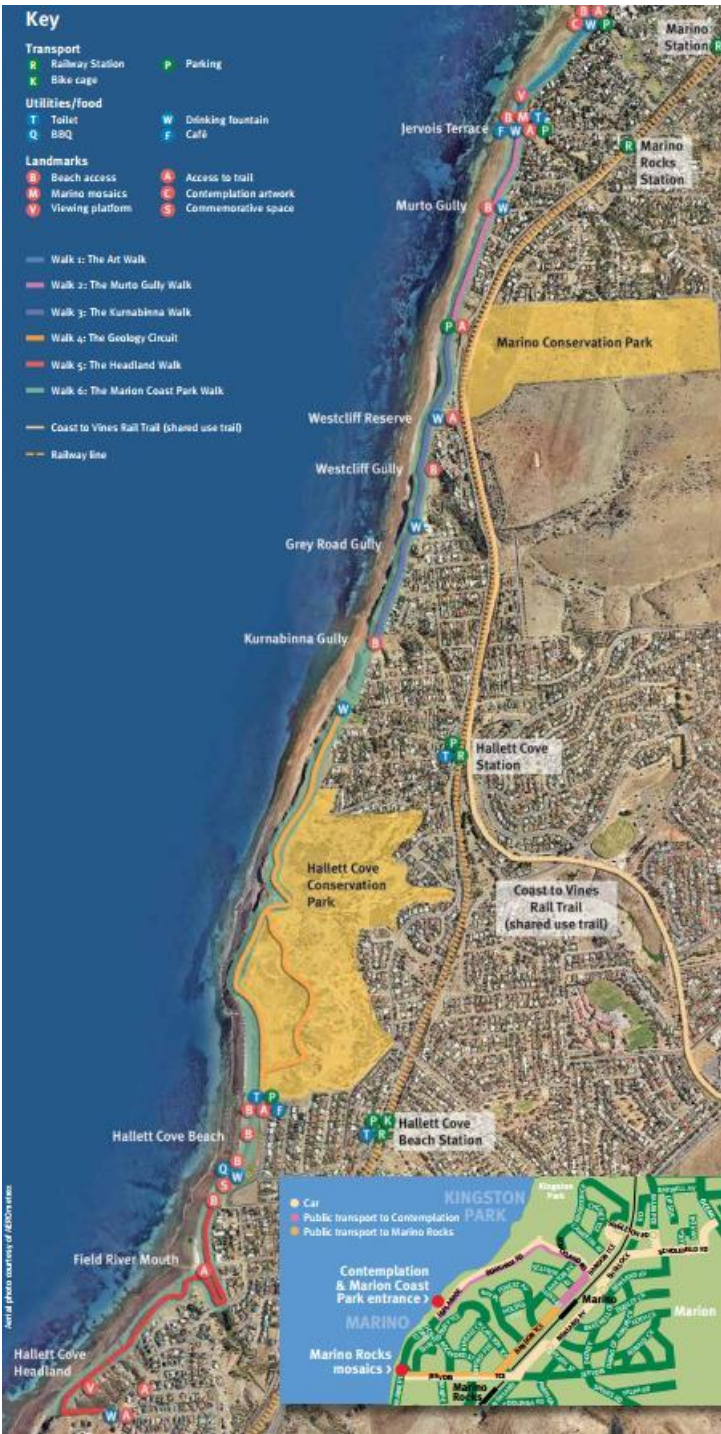 Key
Transport
R Railway Station
P Parking
K Bike cage
Utilities/food
T Toilet
W Drinking fountain
Q BBQ
F Café
Landmarks
B Beach access
A Access to trail
M Marino mosaics
C Contemplation artwork
V Viewing platform
S Commemorative space
Walk 1: The Art Walk
Walk 2: The Murto Gully Walk
Walk 3: The Kurnabinna Walk
Walk 4: The Geology Circuit
Walk 5: The Headland Walk
Walk 6: The Marion Coast Park Walk
Coast to Vines Rail Trail (shared use trail)
Railway line
B A
C W P
Marino
Station R
V
B M T
Jervois Terrace F W A P
R Marino
Rocks
Station
Murto Gully B W
P A
Marino Conservation Park
Westcliff Reserve W A
Westcliff Gully B
W
Grey Road Gully
Kurnabinna Gully B
W
P
T R Hallett Cove
Station
Hallett Cove
Conservation
Park
Coast to Vines
Rail Trail
(shared use trail)
T P
B A F
Hallett Cove Beach B
P K
T R Hallett Cove
Beach Station
B
Q W
S
B
Field River Mouth A
Hallett Cove
Headland
V A
W A
Aerial photo courtesy of AEROmetrex
Car
Public transport to Contemplation
Public transport to Marino Rocks
KINGSTON
PARK
Kingston
Park
Contemplation
& Marion Coast
Park entrance >
MARINO
Marino
Marion
Marino Rocks
mosaics >
Marino
Rocks
JERVOIS
TCE